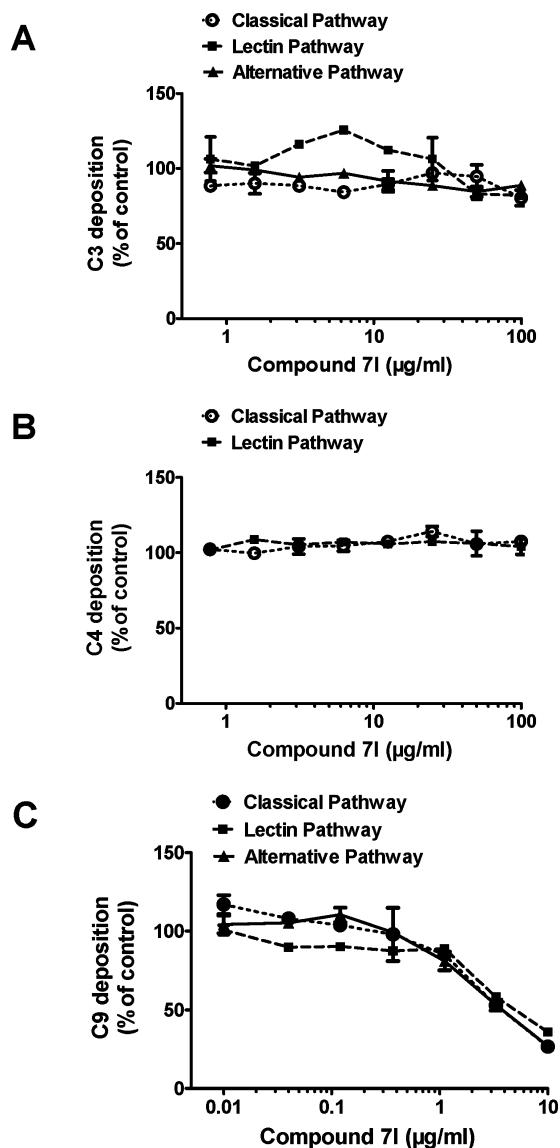 A
Classical Pathway
Lectin Pathway
Alternative Pathway
150
100
50
0
C3 deposition
(% of control)
1
10
100
Compound 7I (µg/ml)
B
Classical Pathway
Lectin Pathway
150
100
50
0
C4 deposition
(% of control)
1
10
100
Compound 7I (µg/ml)
C
Classical Pathway
Lectin Pathway
Alternative Pathway
150
100
50
0
C9 deposition
(% of control)
0.01
0.1
1
10
Compound 7I (µg/ml)